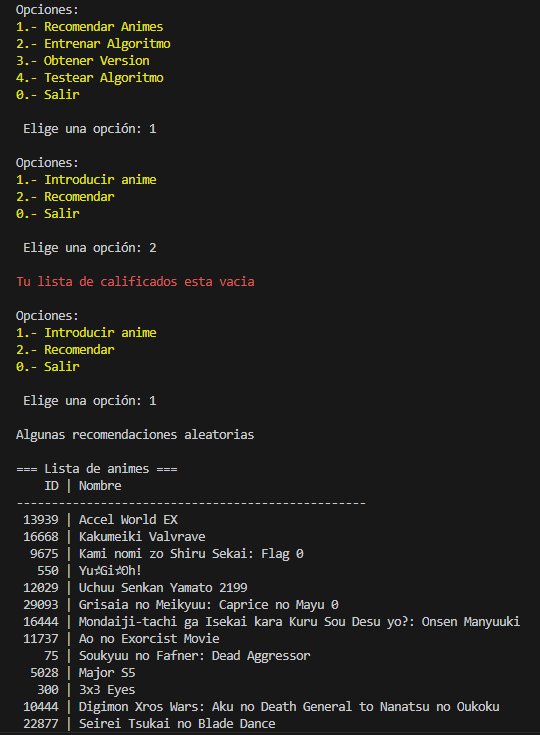 Opciones:
1.- Recomendar Animes
2.- Entrenar Algoritmo
3.- Obtener Version
4.- Testear Algoritmo
0.- Salir
Elige una opción: 1
Opciones:
1.- Introducir anime
2.- Recomendar
0.- Salir
Elige una opción: 2
Tu lista de calificados esta vacia
Opciones:
1.- Introducir anime
2.- Recomendar
0.- Salir
Elige una opción: 1
Algunas recomendaciones aleatorias
=== Lista de animes ===
ID | Nombre
--------------------------------------------------
13939 | Accel World EX
16668 | Kakumeiki Valvrave
9675 | Kami nomi zo Shiru Sekai: Flag 0
550 | Yu☆Gi☆Oh!
12029 | Uchuu Senkan Yamato 2199
29093 | Grisaia no Meikyuu: Caprice no Mayu 0
16444 | Mondaiji-tachi ga Isekai kara Kuru Sou Desu yo?: Onsen Manyuuki
11737 | Ao no Exorcist Movie
75 | Soukyuu no Fafner: Dead Aggressor
5028 | Major S5
300 | 3x3 Eyes
10444 | Digimon Xros Wars: Aku no Death General to Nanatsu no Oukoku
22877 | Seirei Tsukai no Blade Dance